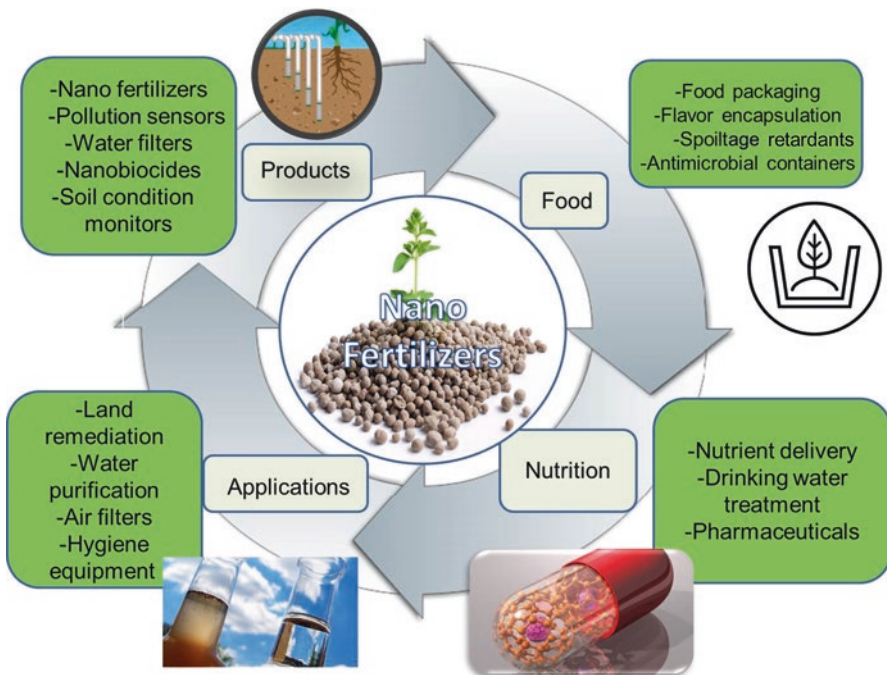 -Nano fertilizers
-Pollution sensors
-Water filters
-Nanobiocides
-Soil condition
monitors
Products
-Food packaging
-Flavor encapsulation
-Spoiltage retardants
-Antimicrobial containers
Food
Nano
Fertilizers
-Land
remediation
-Water
purification
-Air filters
-Hygiene
equipment
Applications
Nutrition
-Nutrient delivery
-Drinking water
treatment
-Pharmaceuticals